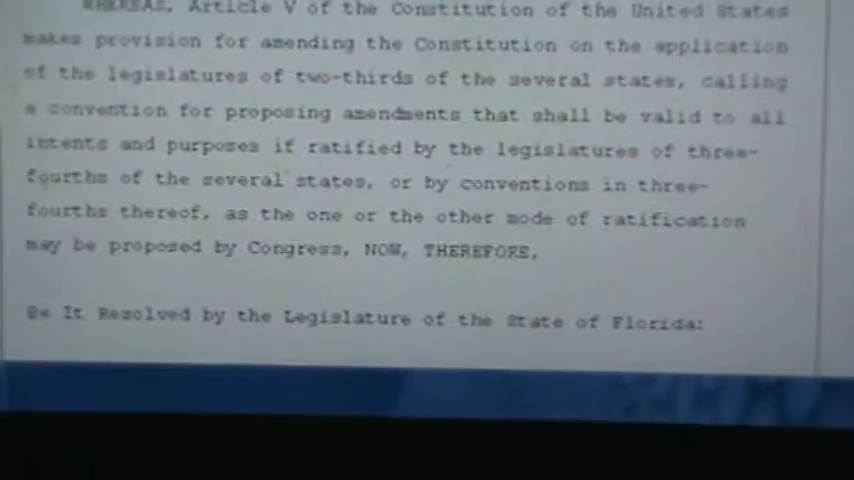 WHEREAS, Article V of the Constitution of the United States
makes provision for amending the Constitution on the application
of the legislatures of two-thirds of the several states, calling
a convention for proposing amendments that shall be valid to all
intents and purposes if ratified by the legislatures of three-
fourths of the several states, or by conventions in three-
fourths thereof, as the one or the other mode of ratification
may be proposed by Congress, NOW, THEREFORE,
Be It Resolved by the Legislature of the State of Florida: